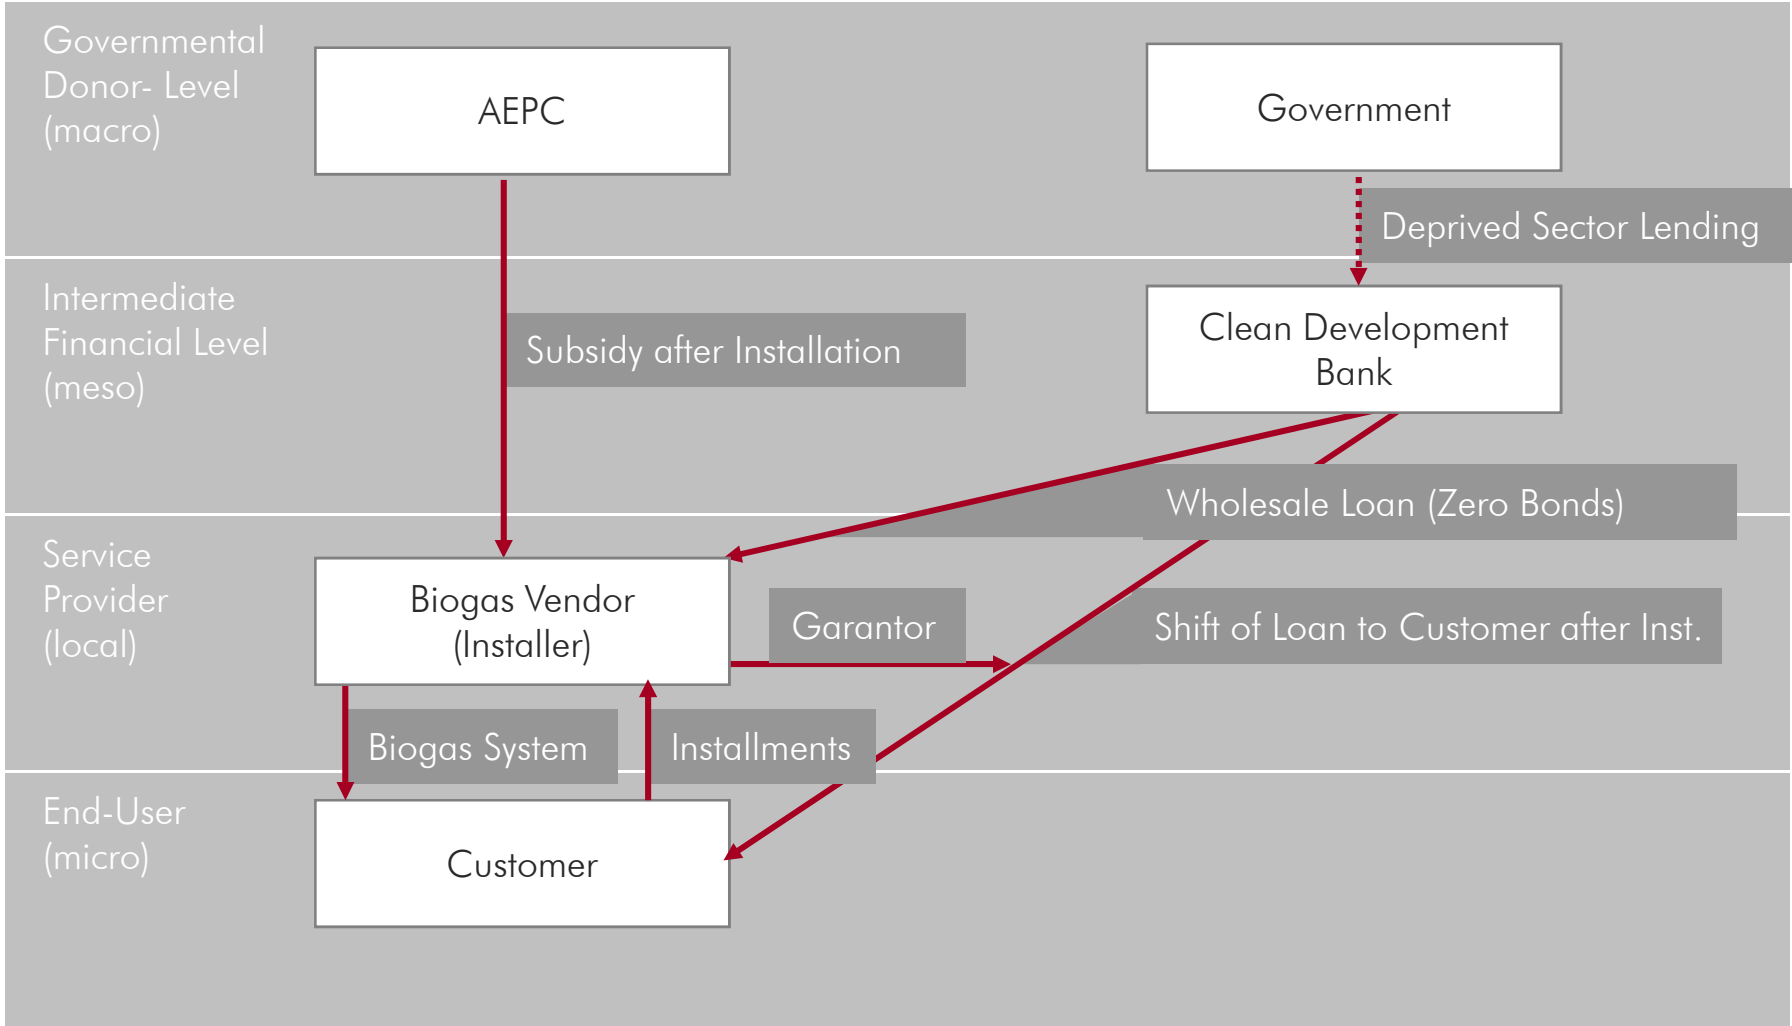 Governmental
Donor- Level
(macro)
AEPC
Government
Deprived Sector Lending
Intermediate
Financial Level
(meso)
Subsidy after Installation
Clean Development
Bank
Wholesale Loan (Zero Bonds)
Service
Provider
(local)
Biogas Vendor
(Installer)
Garantor
Shift of Loan to Customer after Inst.
Biogas System
Installments
End-User
(micro)
Customer